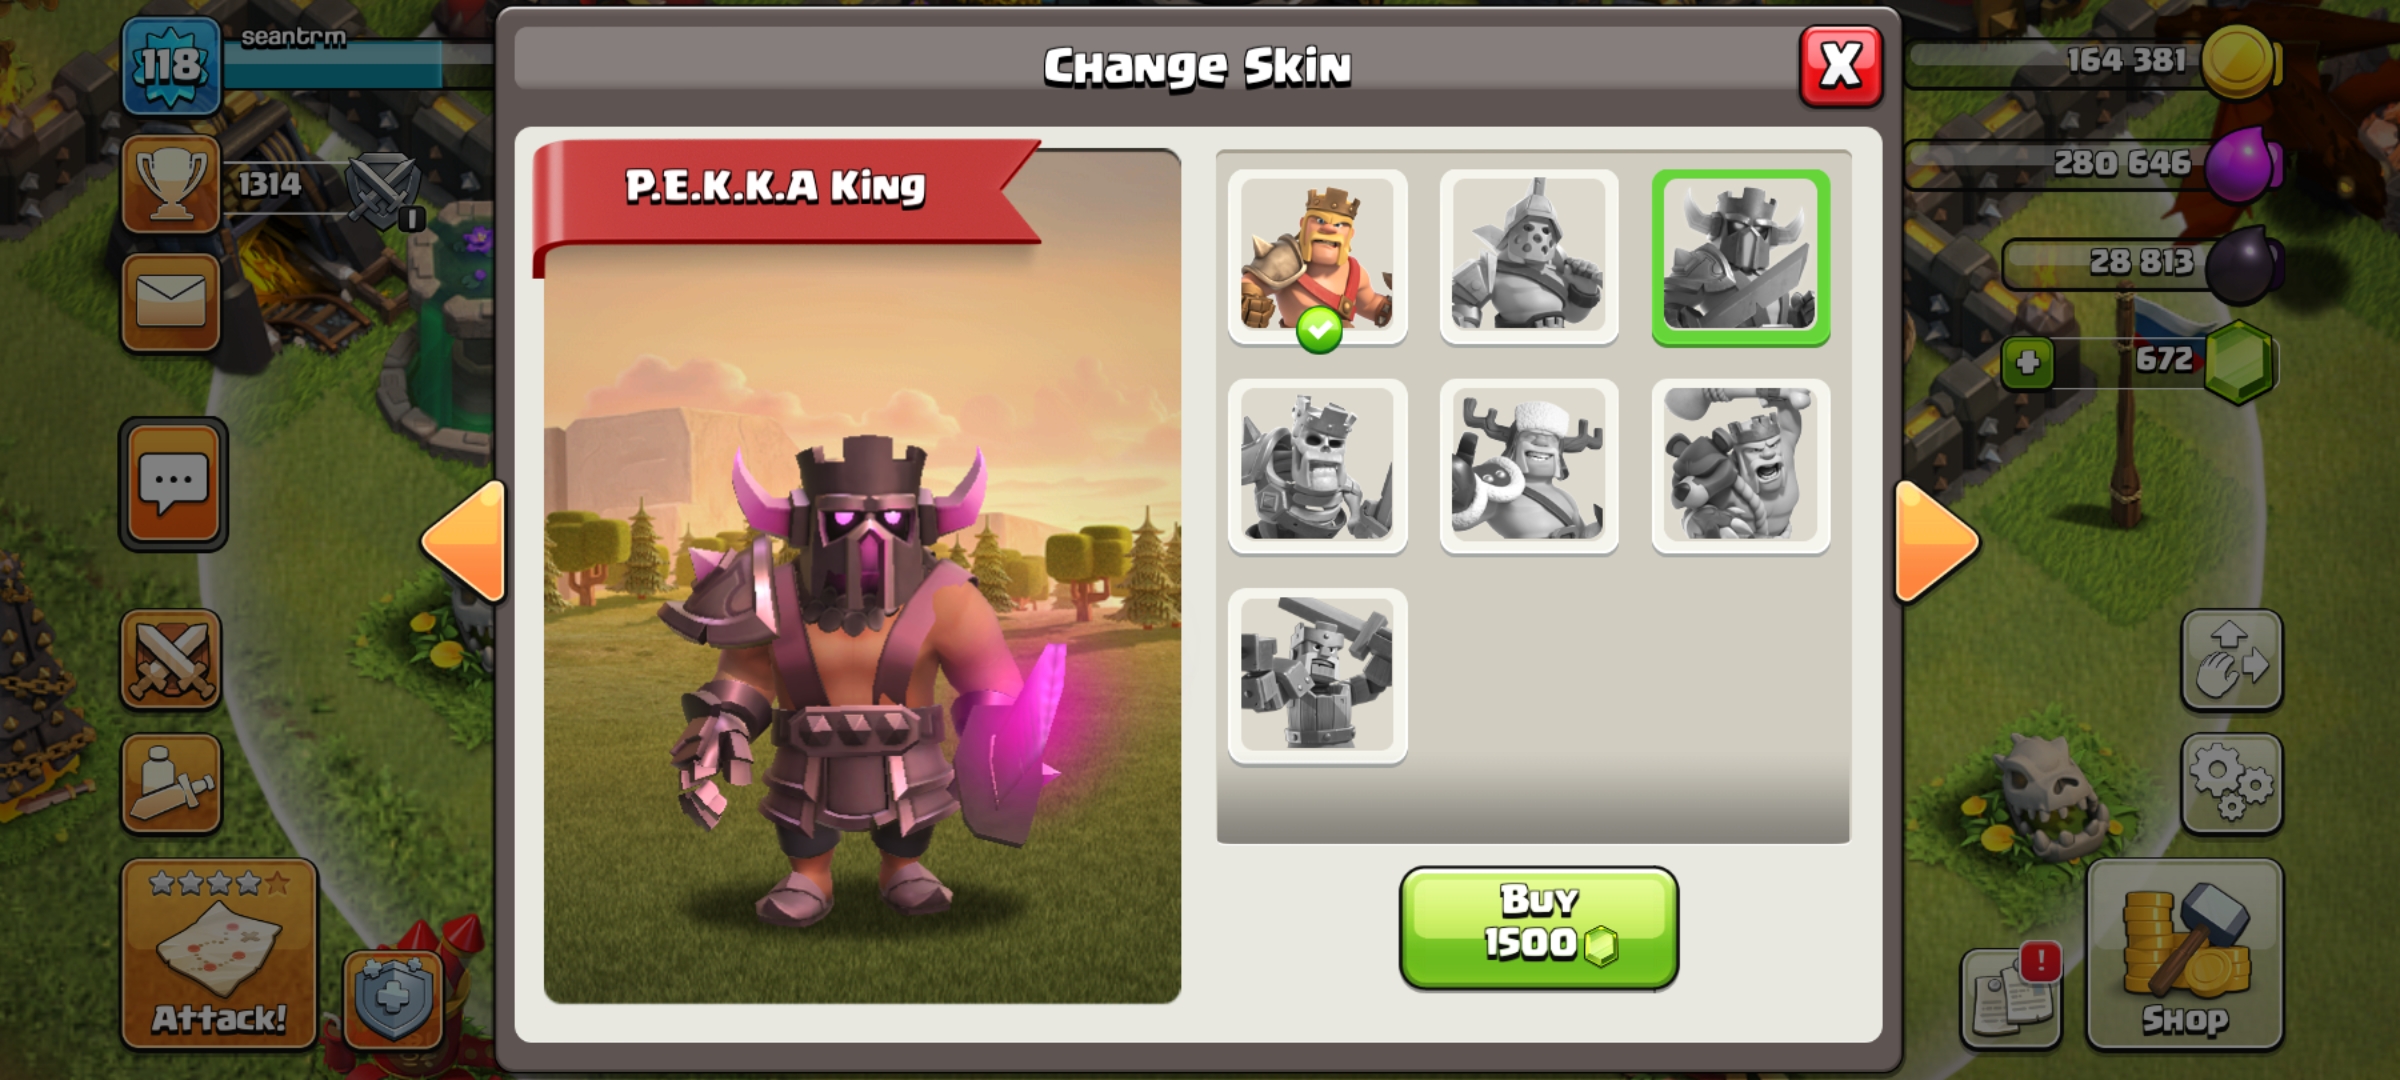 118
seantrm
Change Skin
X
164 381
1314
I
P.E.K.K.A King
280 646
28 813
672
Buy
1500
Attack!
!
Shop